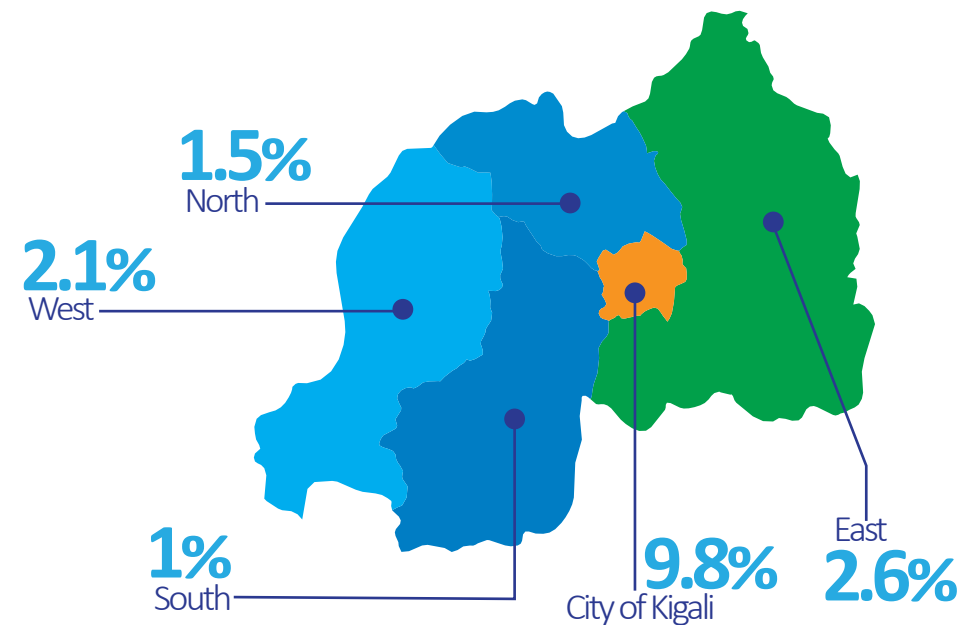 1.5%
North
2.1%
West
1%
South
9.8%
City of Kigali
East
2.6%